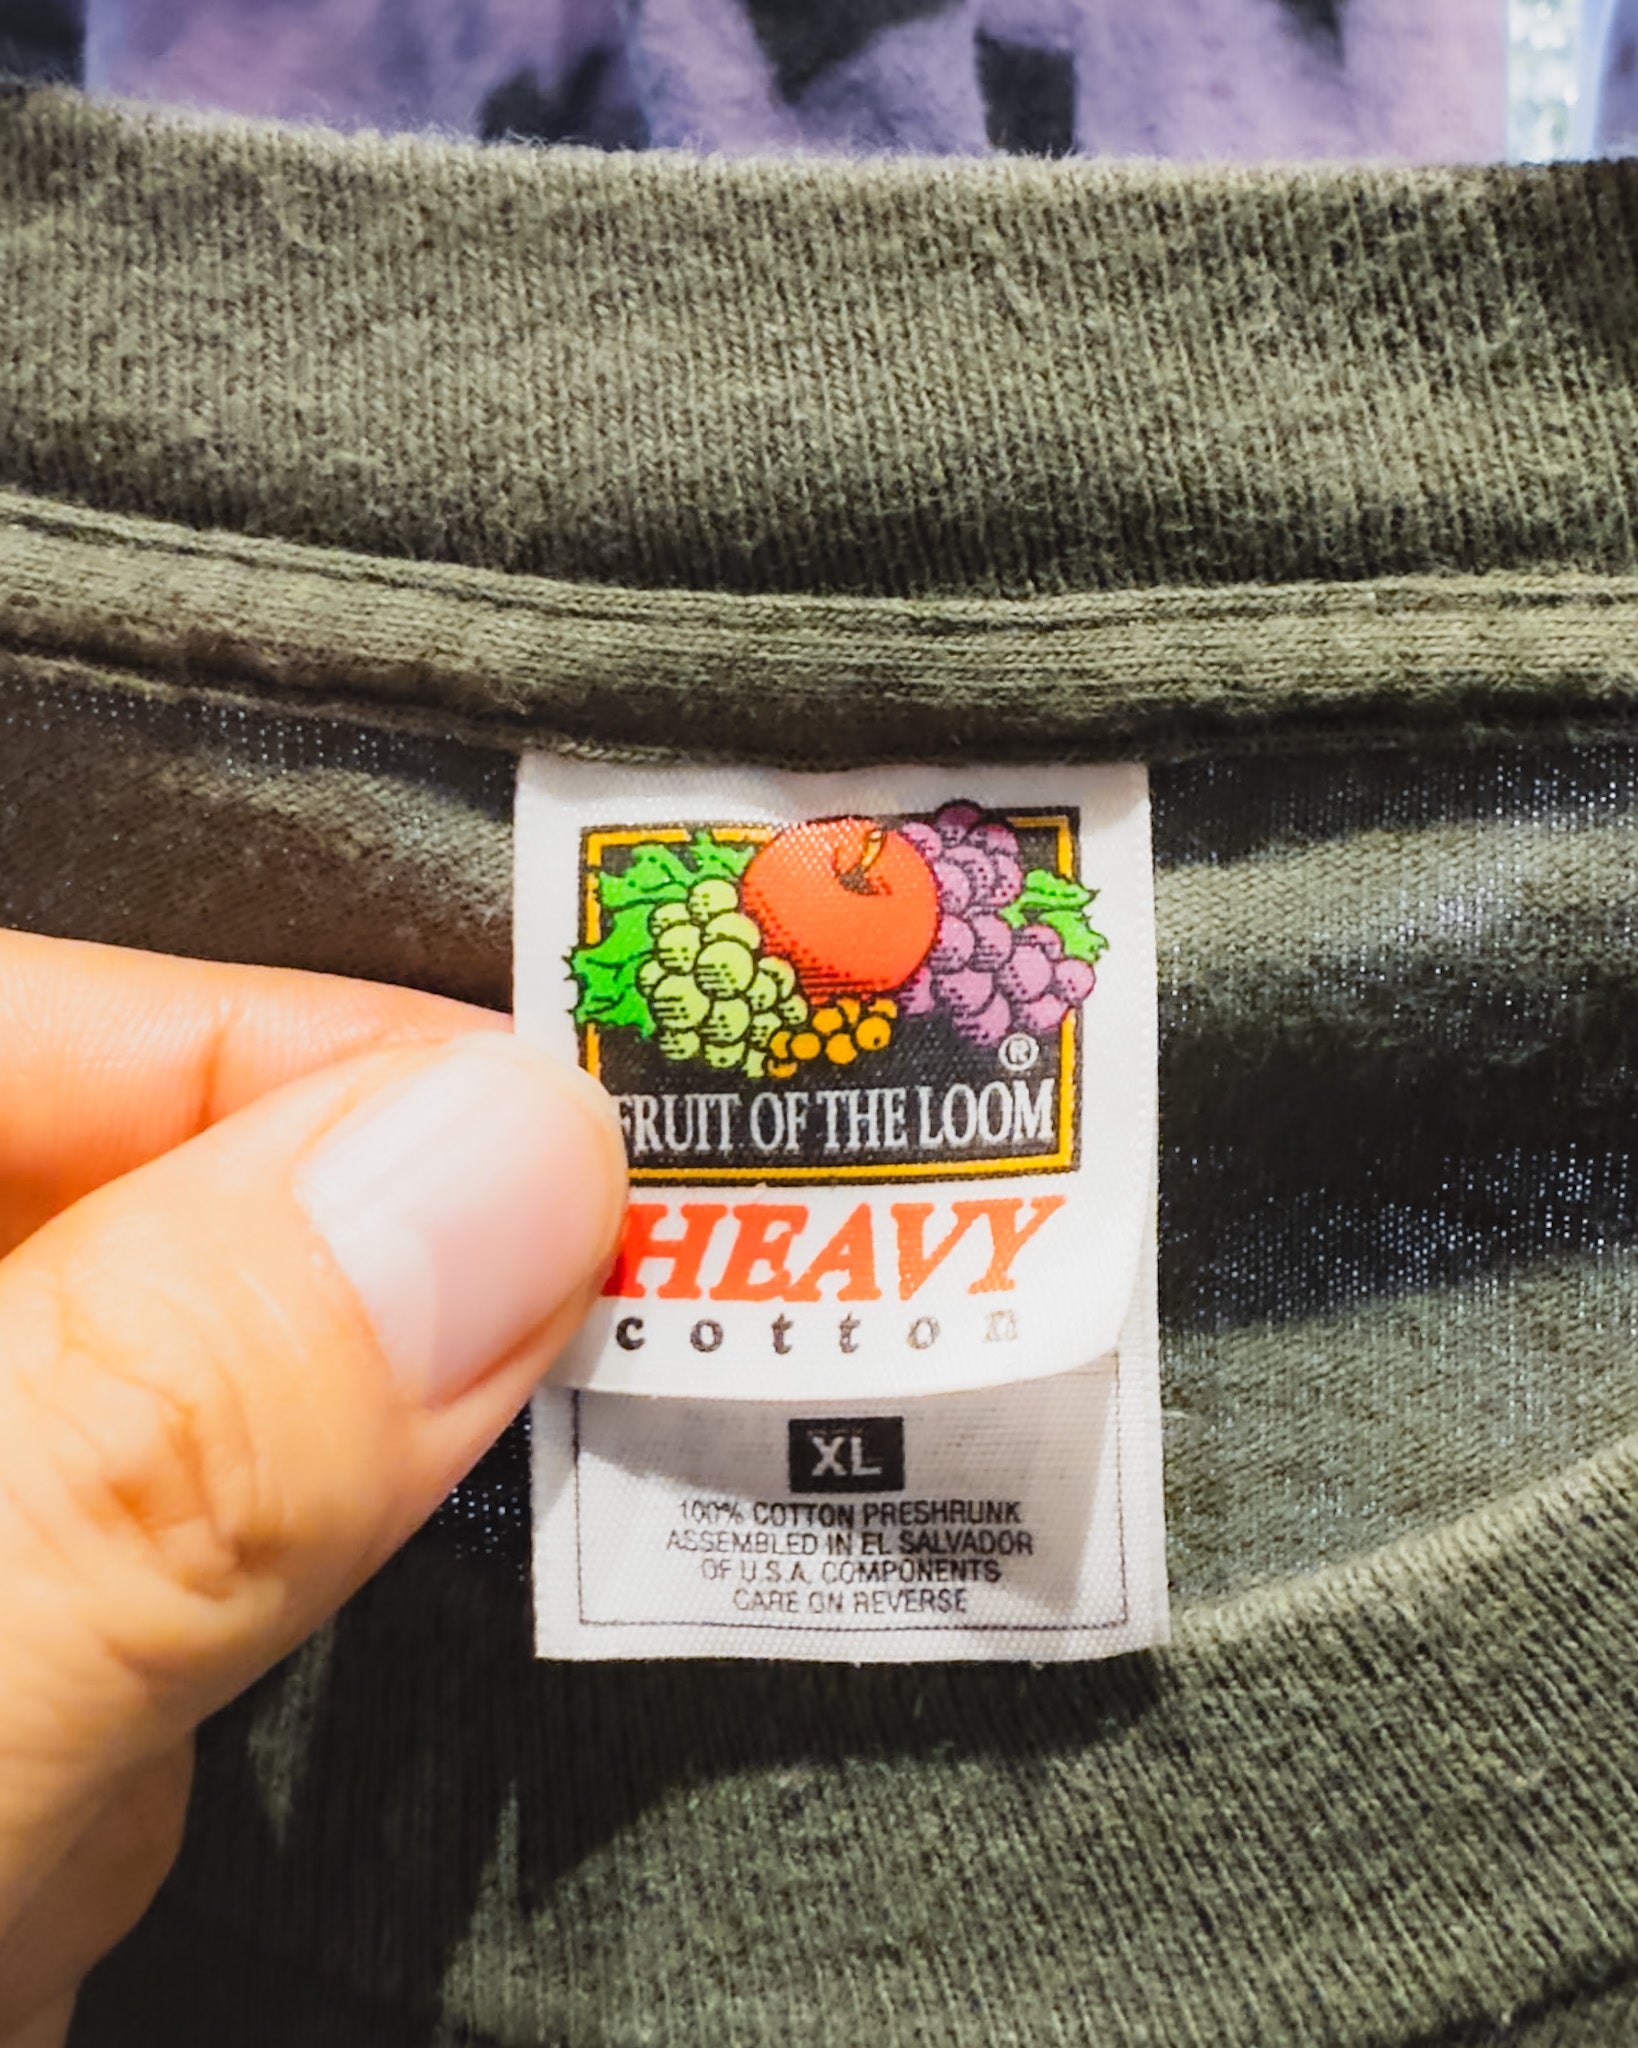 ®
FRUIT OF THE LOOM
HEAVY
cotton
XL
100% COTTON PRESHRUNK
ASSEMBLED IN EL SALVADOR
OF U.S.A. COMPONENTS
CARE ON REVERSE